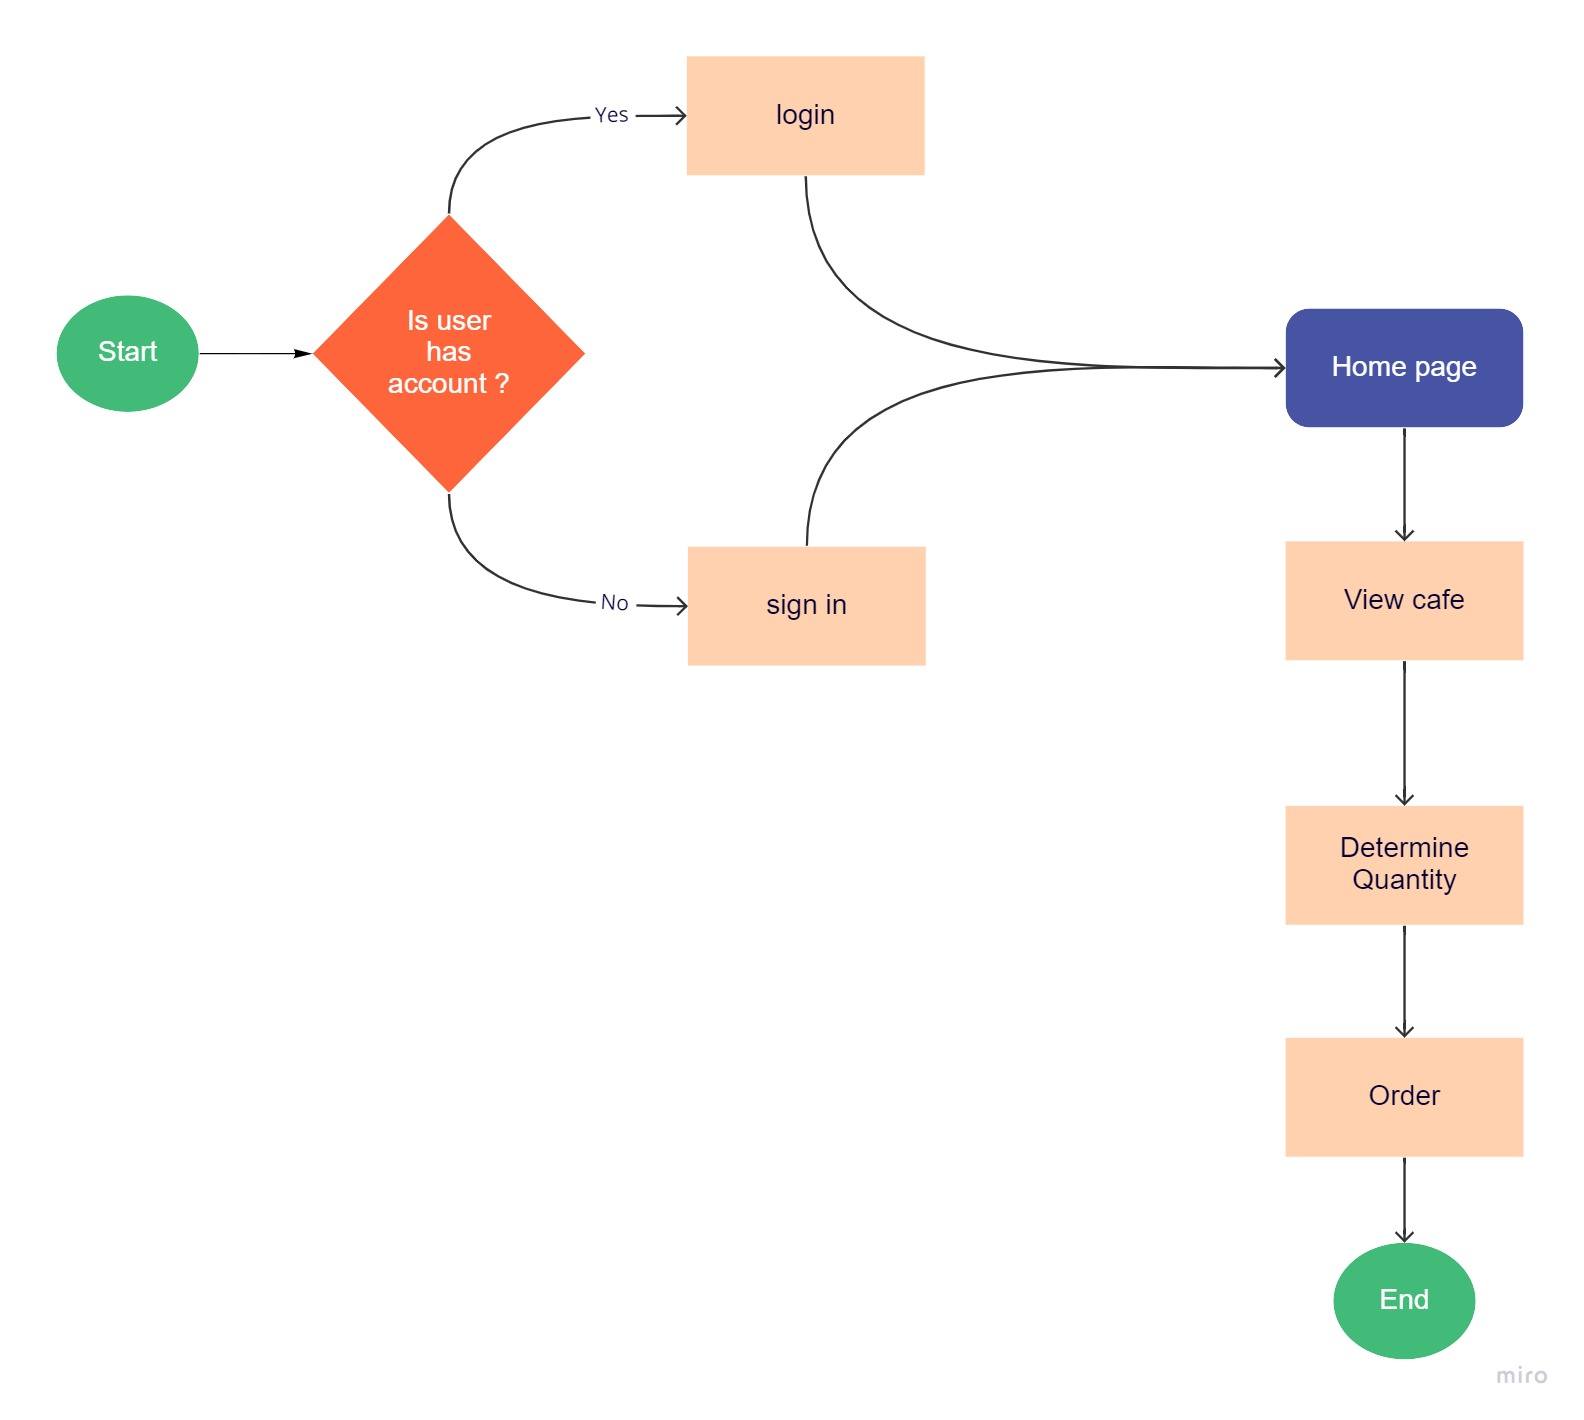 Start
Is user
has
account ?
Yes
login
No
sign in
Home page
View cafe
Determine
Quantity
Order
End
miro